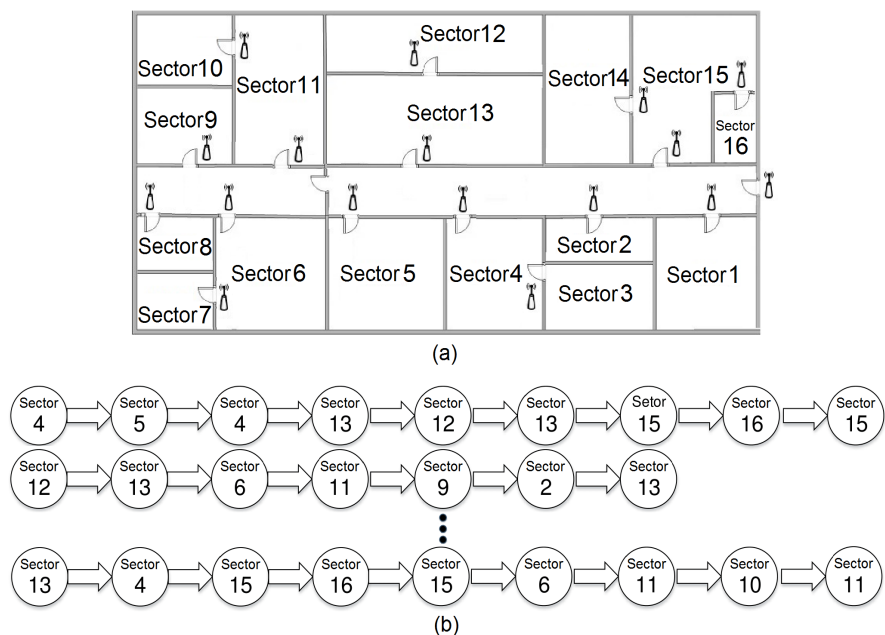 Sector12
Sector10
Sector11
Sector14
Sector15
Sector9
Sector13
Sector
16
Sector8
Sector6
Sector5
Sector4
Sector2
Sector1
Sector3
Sector7
(a)
Sector
4
Sector
5
Sector
4
Sector
13
Sector
12
Sector
13
Setor
15
Sector
16
Sector
15
Sector
12
Sector
13
Sector
6
Sector
11
Sector
9
Sector
2
Sector
13
Sector
13
Sector
4
Sector
15
Sector
16
Sector
15
Sector
6
Sector
11
Sector
10
Sector
11
(b)